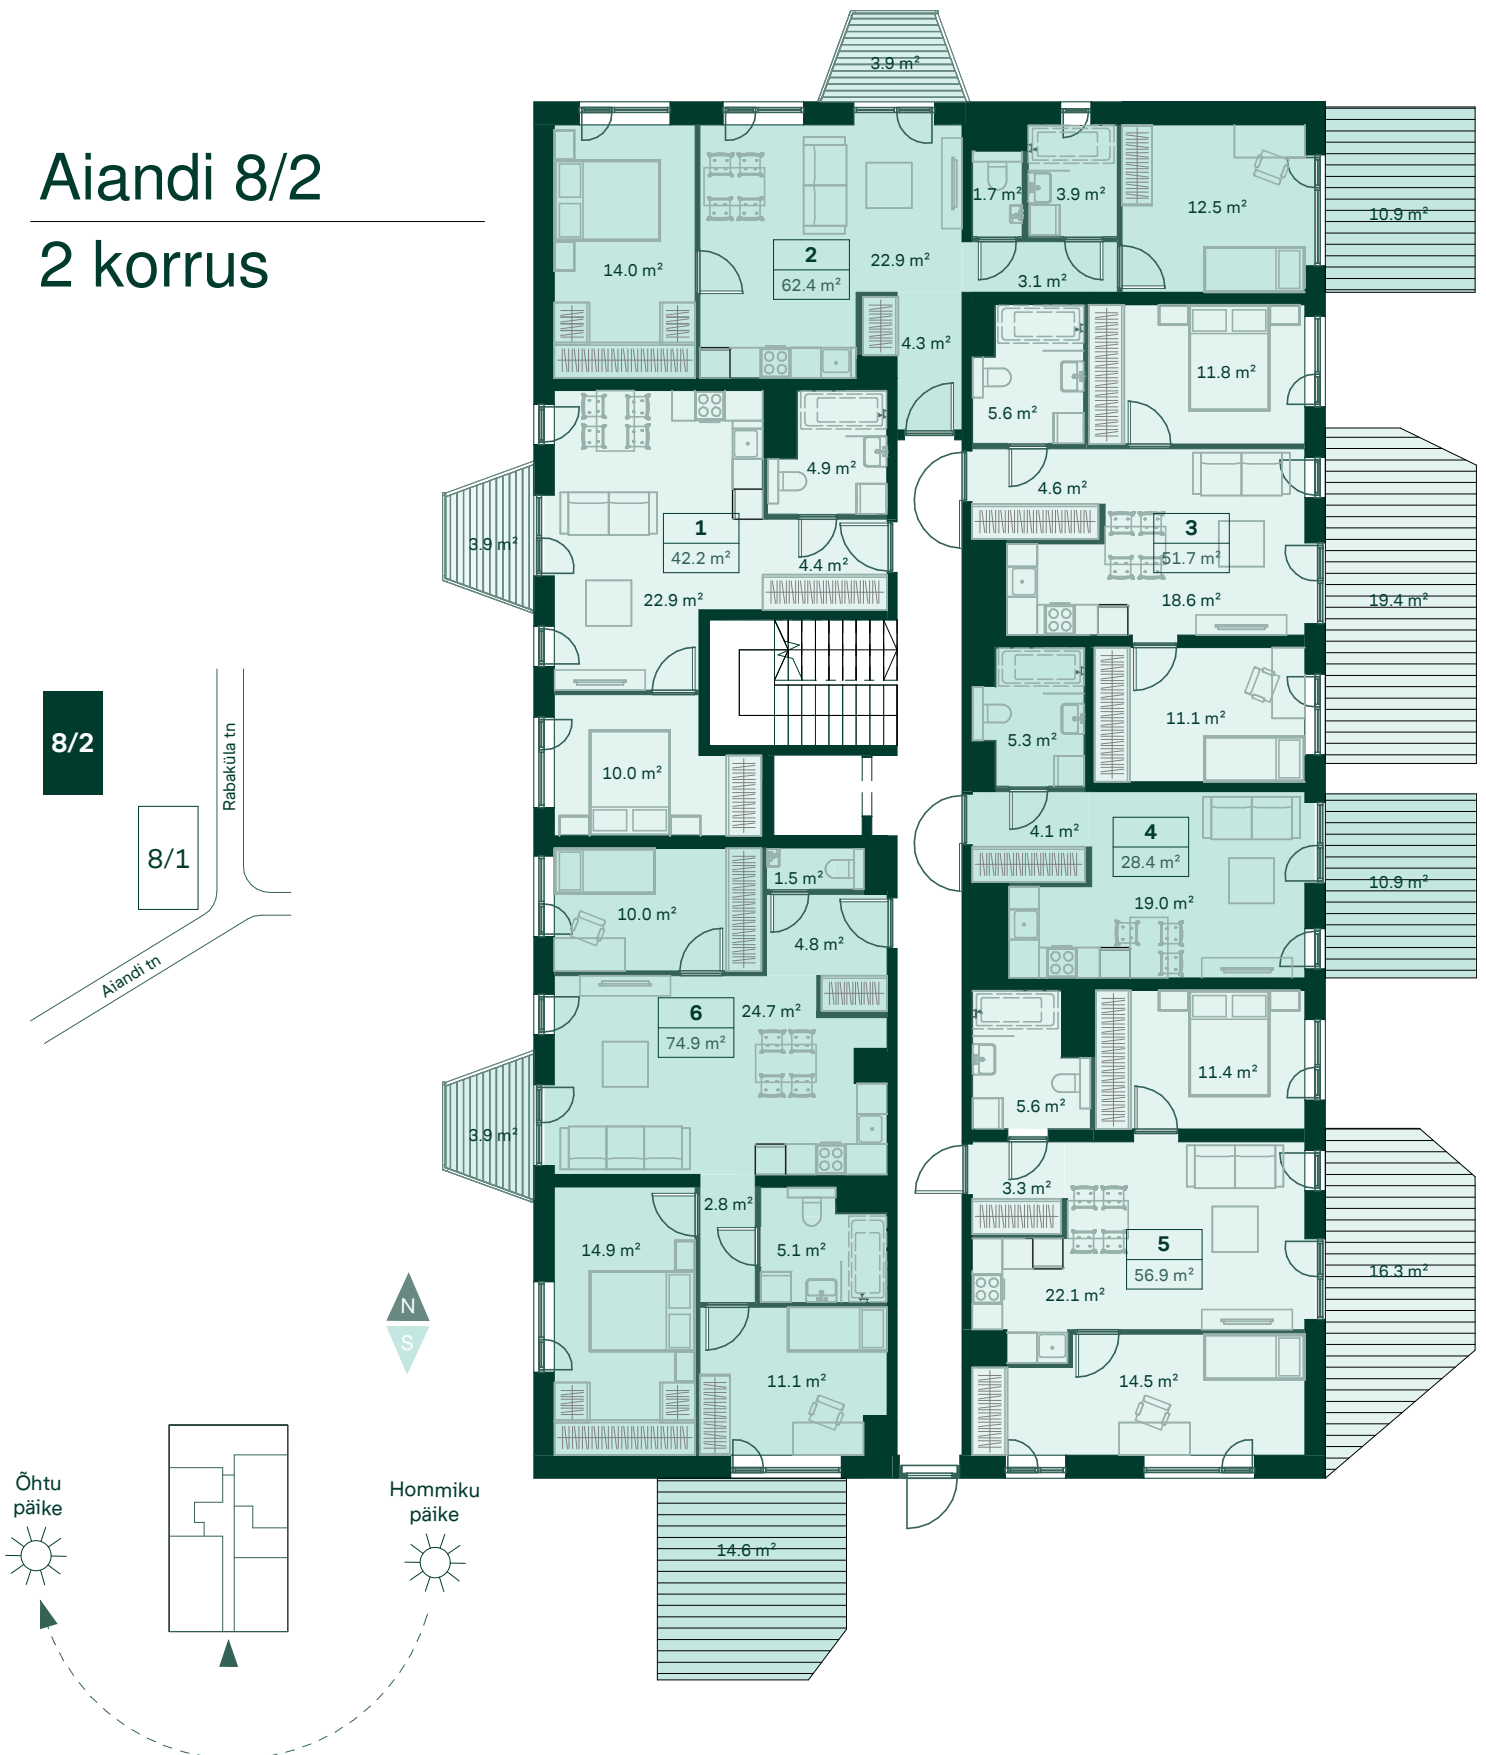 Aiandi 8/2
2 korrus
3.9 m²
14.0 m²
2
62.4 m²
22.9 m²
1.7 m²
3.9 m²
12.5 m²
10.9 m²
3.1 m²
4.3 m²
5.6 m²
11.8 m²
4.9 m²
4.6 m²
3
51.7 m²
18.6 m²
19.4 m²
3.9 m²
1
42.2 m²
4.4 m²
22.9 m²
10.0 m²
5.3 m²
11.1 m²
4.1 m²
4
28.4 m²
19.0 m²
10.9 m²
8/2
8/1
Rabaküla tn
Aiandi tn
1.5 m²
10.0 m²
4.8 m²
6
74.9 m²
24.7 m²
3.9 m²
5.6 m²
11.4 m²
3.3 m²
5
56.9 m²
22.1 m²
16.3 m²
2.8 m²
14.9 m²
5.1 m²
11.1 m²
14.5 m²
14.6 m²
N
S
Õhtu
päike
Hommiku
päike